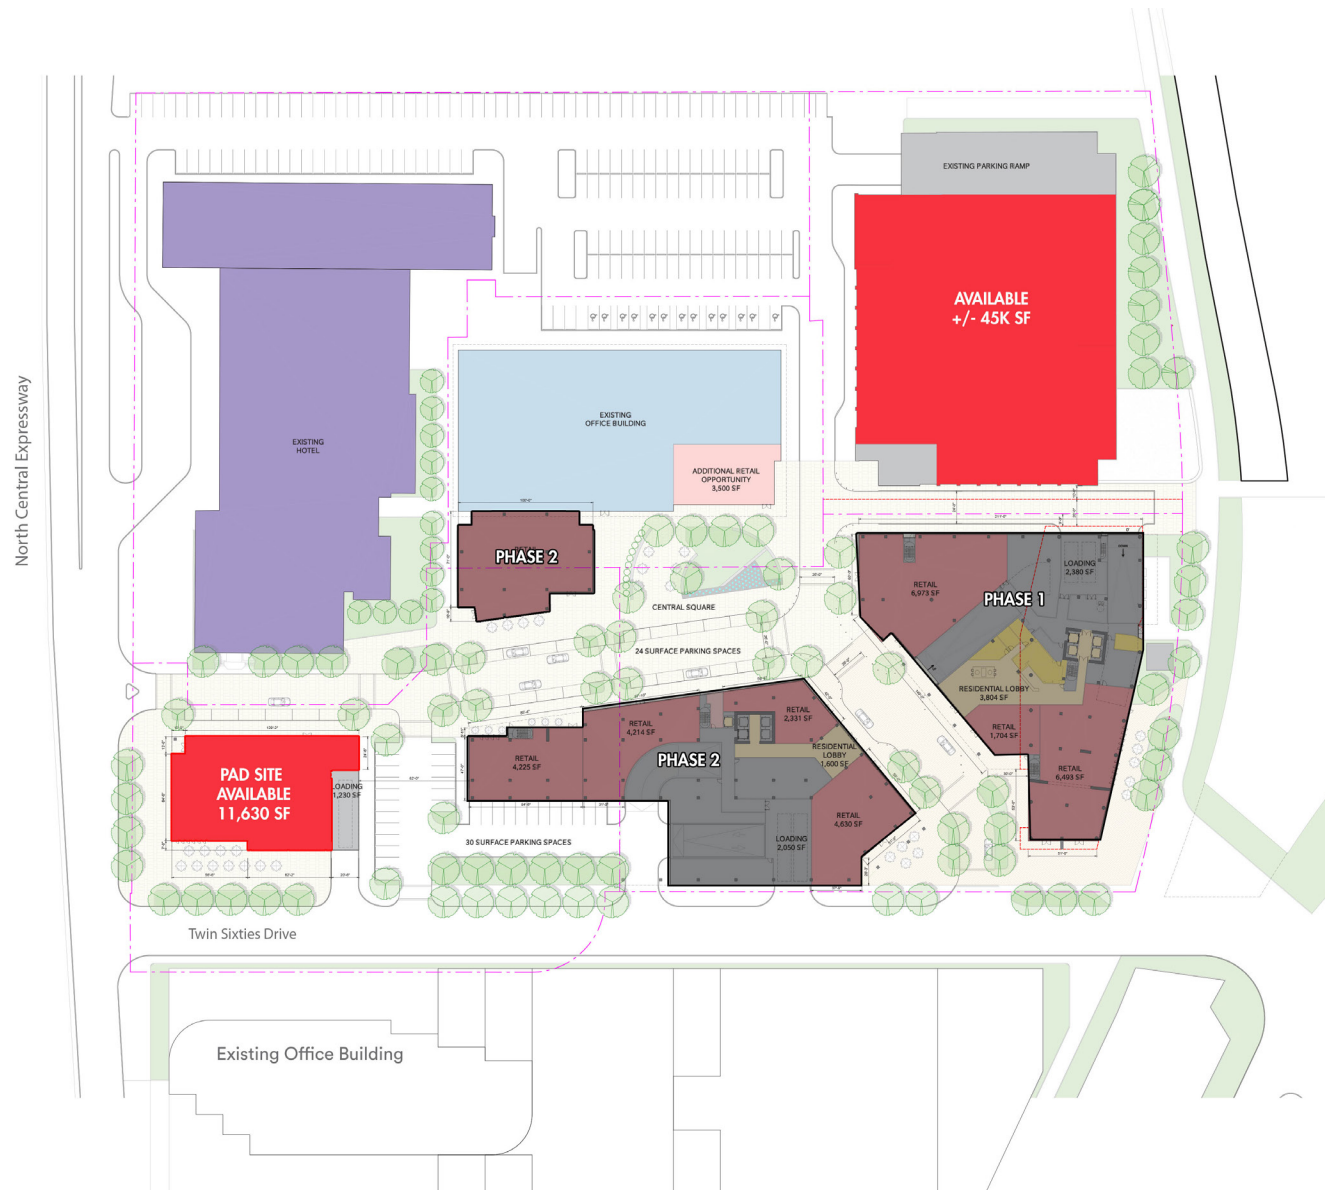 EXISTING PARKING RAMP
AVAILABLE
+/- 45K SF
North Central Expressway
EXISTING
HOTEL
EXISTING
OFFICE BUILDING
ADDITIONAL RETAIL
OPPORTUNITY
3,500 SF
PHASE 2
CENTRAL SQUARE
24 SURFACE PARKING SPACES
RETAIL
6,973 SF
LOADING
2,380 SF
PHASE 1
RESIDENTIAL LOBBY
3,804 SF
RETAIL
1,704 SF
RETAIL
6,493 SF
RETAIL
2,331 SF
RETAIL
4,214 SF
RESIDENTIAL
LOBBY
1,600 SF
RETAIL
4,225 SF
PHASE 2
RETAIL
4,630 SF
LOADING
2,050 SF
PAD SITE
AVAILABLE
11,630 SF
LOADING
1,230 SF
30 SURFACE PARKING SPACES
Twin Sixties Drive
Existing Office Building